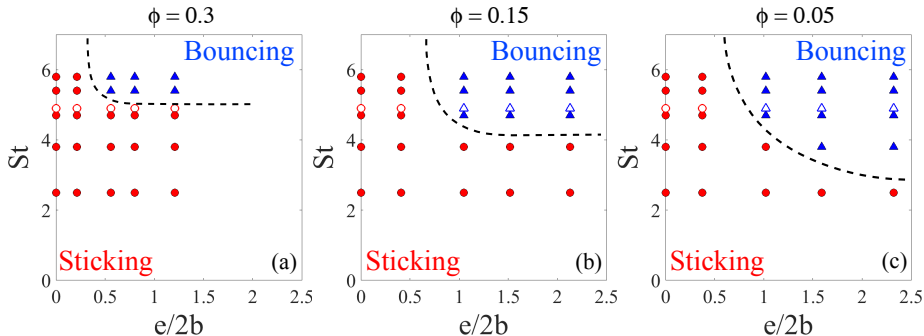 ϕ = 0.3
ϕ = 0.15
ϕ = 0.05
Bouncing
Bouncing
Bouncing
6
4
2
0
St
6
4
2
0
St
6
4
2
0
St
Sticking
(a)
Sticking
(b)
Sticking
(c)
0 0.5 1 1.5 2 2.5
0 0.5 1 1.5 2 2.5
0 0.5 1 1.5 2 2.5
e/2b
e/2b
e/2b